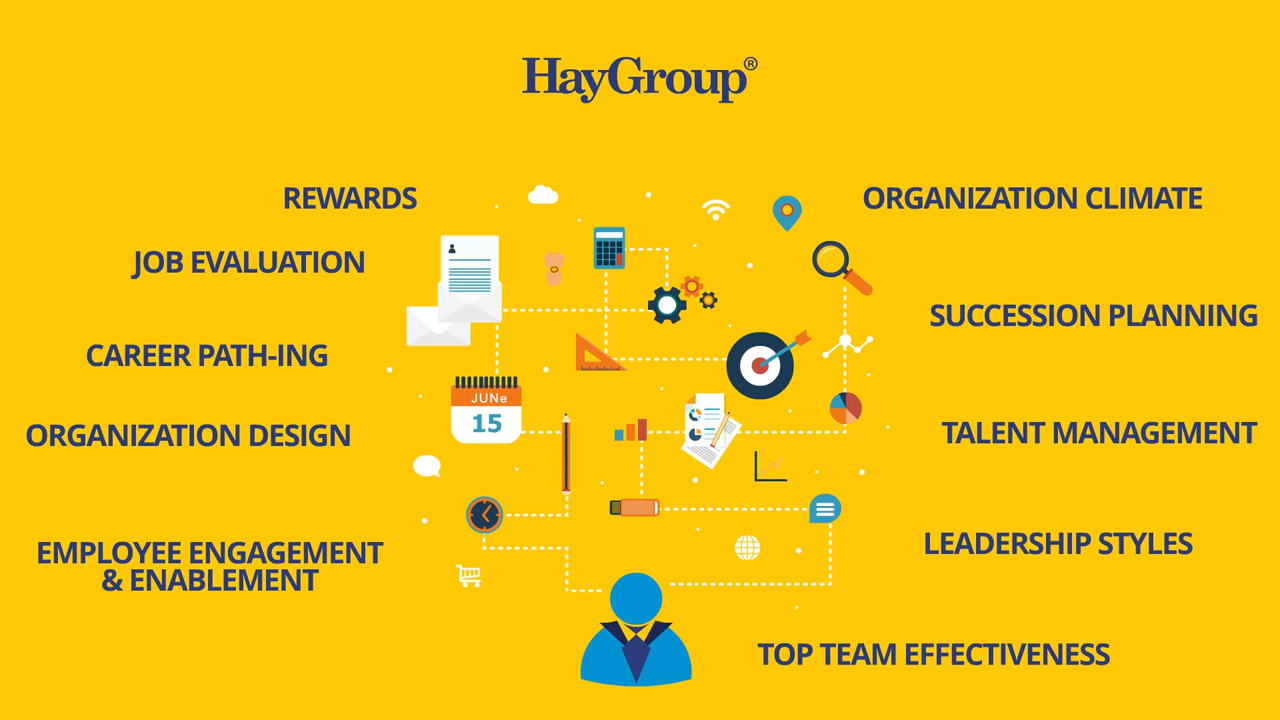 HayGroup®
REWARDS
JOB EVALUATION
CAREER PATH-ING
ORGANIZATION DESIGN
EMPLOYEE ENGAGEMENT
& ENABLEMENT
JUNe
15
ORGANIZATION CLIMATE
SUCCESSION PLANNING
TALENT MANAGEMENT
LEADERSHIP STYLES
TOP TEAM EFFECTIVENESS